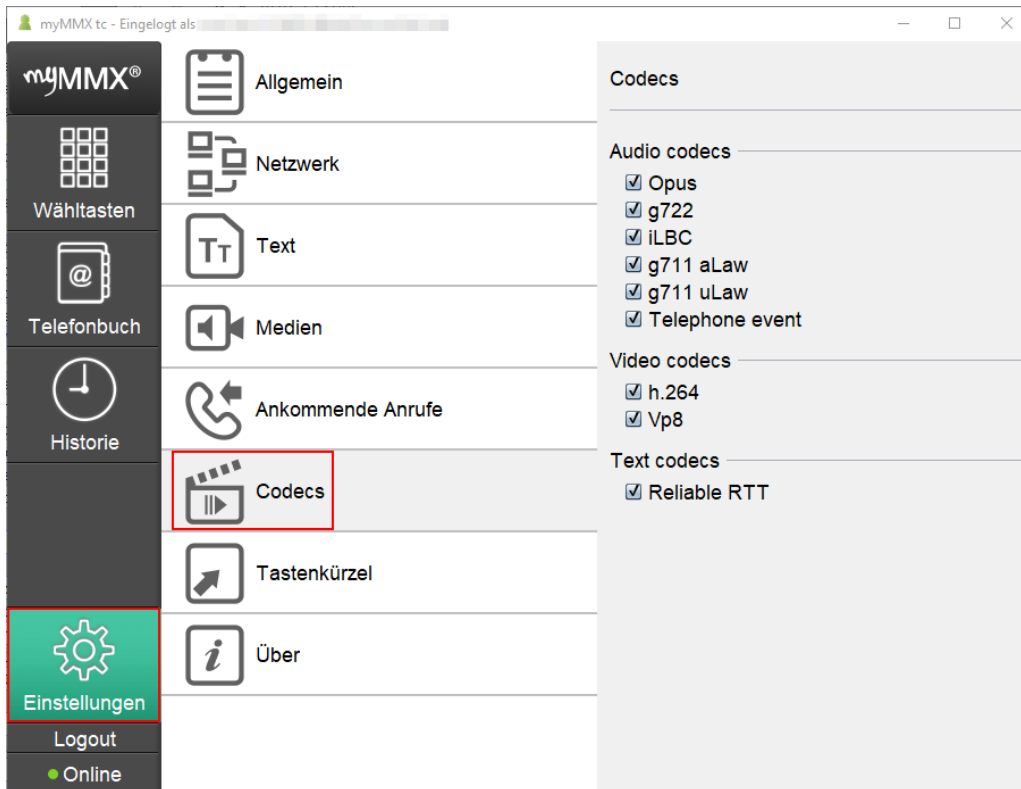 myMMX tc - Eingelogt als
myMMX®
Wähltasten
Telefonbuch
Historie
Einstellungen
Logout
Online
Allgemein
Netzwerk
Text
Medien
Ankommende Anrufe
Codecs
Tastenkürzel
Über
Codecs
Audio codecs
Opus
g722
iLBC
g711 aLaw
g711 uLaw
Telephone event
Video codecs
h.264
Vp8
Text codecs
Reliable RTT